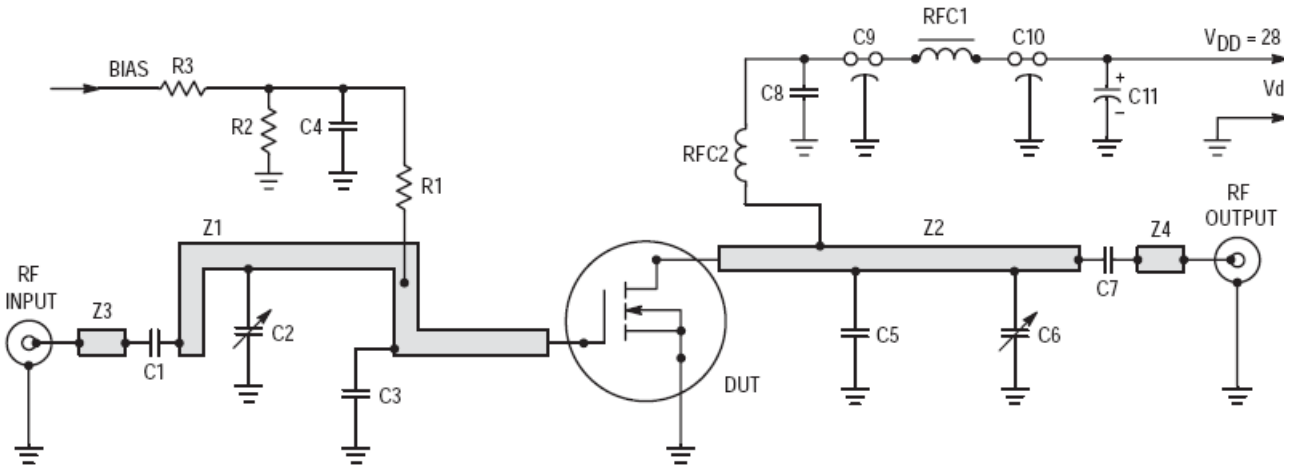 RFC1
C9
C10
V_DD = 28
BIAS
R3
C8
+
C11
–
Vd
R2
C4
RFC2
R1
RF
OUTPUT
Z1
Z2
Z4
RF
INPUT
Z3
C7
C2
C5
C6
C1
DUT
C3